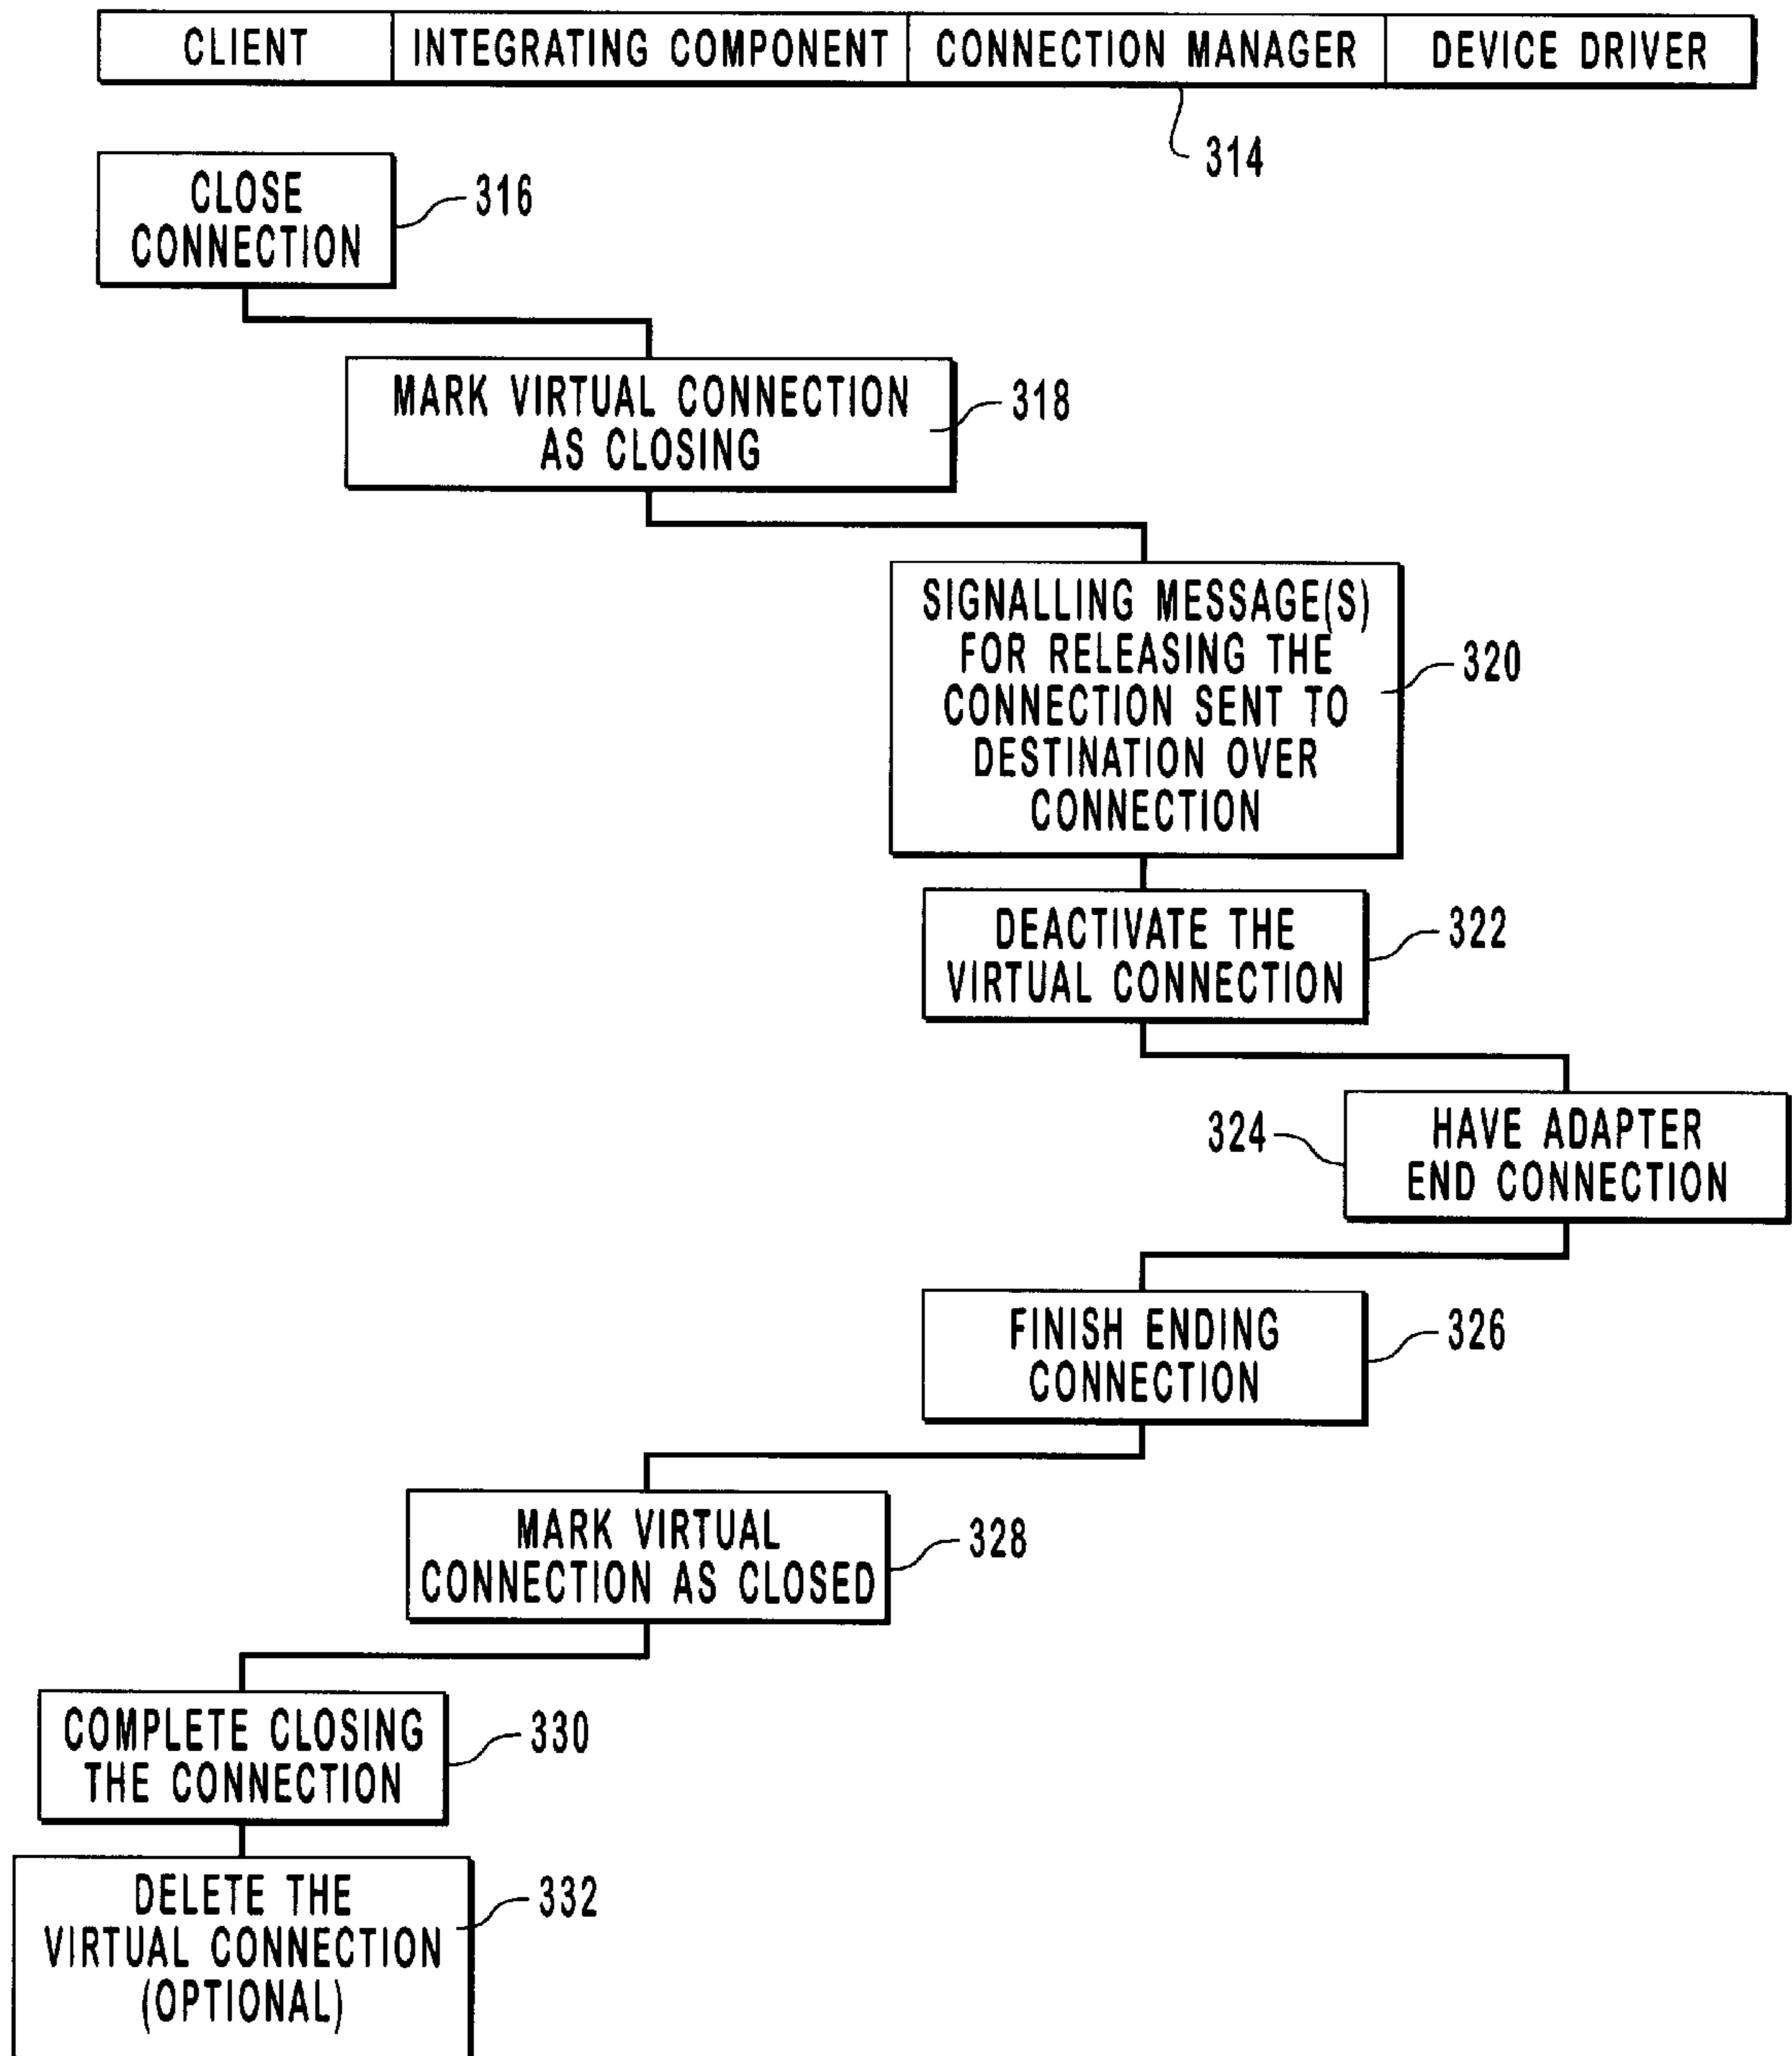 CLIENT INTEGRATING COMPONENT CONNECTION MANAGER DEVICE DRIVER
314
CLOSE
CONNECTION
316
MARK VIRTUAL CONNECTION
AS CLOSING
318
SIGNALLING MESSAGE(S)
FOR RELEASING THE
CONNECTION SENT TO
DESTINATION OVER
CONNECTION
320
DEACTIVATE THE
VIRTUAL CONNECTION
322
324
HAVE ADAPTER
END CONNECTION
FINISH ENDING
CONNECTION
326
MARK VIRTUAL
CONNECTION AS CLOSED
328
COMPLETE CLOSING
THE CONNECTION
330
DELETE THE
VIRTUAL CONNECTION
(OPTIONAL)
332